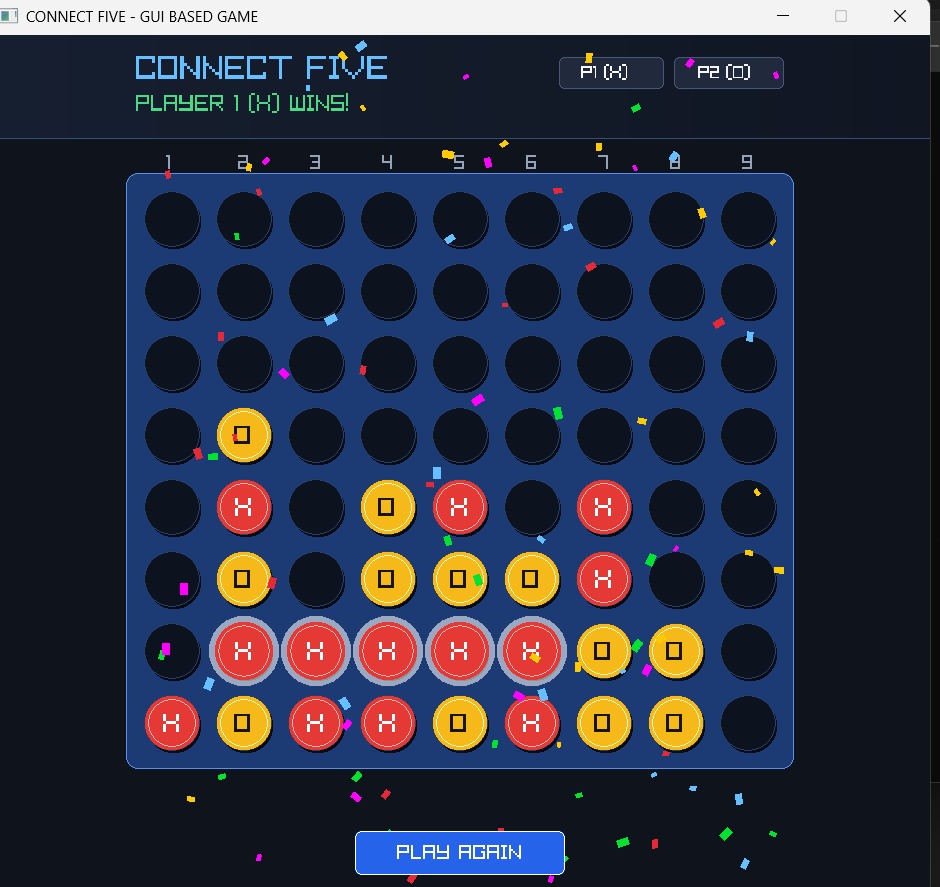 CONNECT FIVE - GUI BASED GAME
CONNECT FIVE
P1 (X) P2 (O)
PLAYER 1 (X) WINS!
1 2 3 4 5 6 7 8 9
O
X O X X
O O O O X
X X X X X O O
X O X X O X O O
PLAY AGAIN